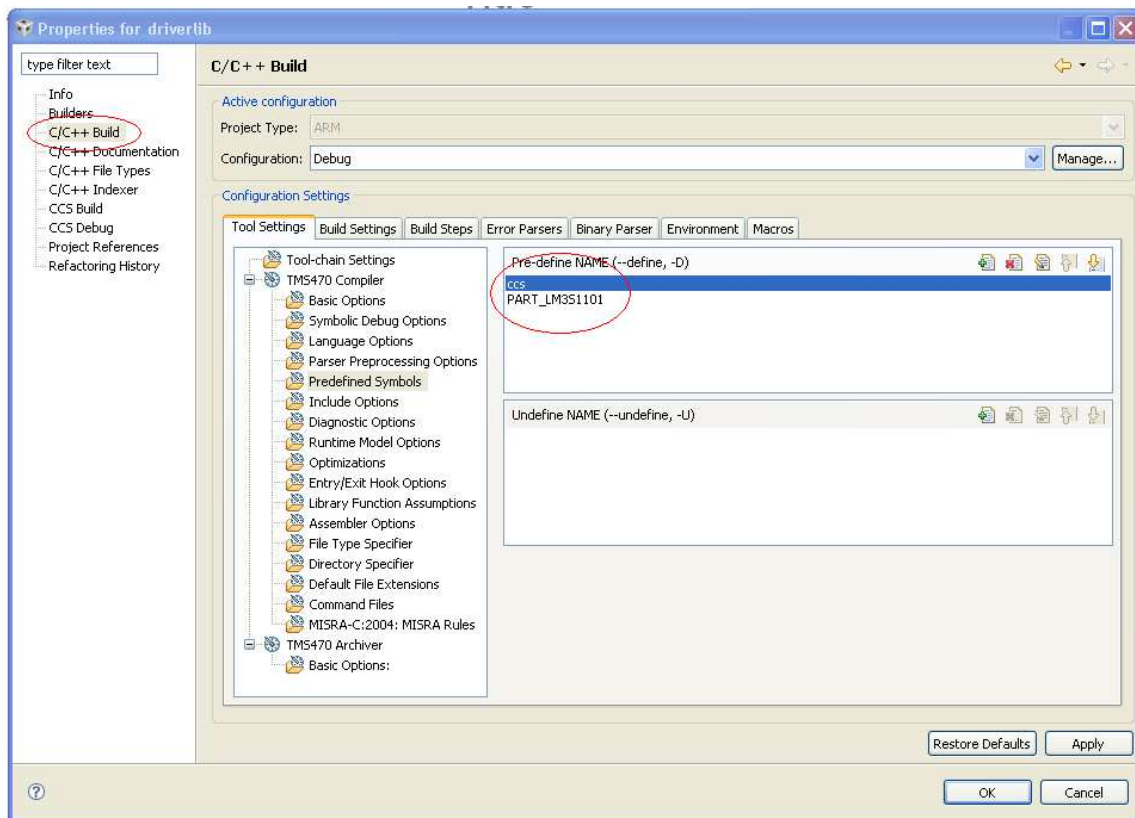 Properties for drivertib
type filter text
Info
Builders
C/C++ Build
C/C++ Documentation
C/C++ File Types
C/C++ Indexer
CCS Build
CCS Debug
Project References
Refactoring History
C/C++ Build
Active configuration
Project Type: ARM
Configuration: Debug
Manage...
Configuration Settings
Tool Settings
Build Settings
Build Steps
Error Parsers
Binary Parser
Environment
Macros
Tool-chain Settings
TMS470 Compiler
Basic Options
Symbolic Debug Options
Language Options
Parser Preprocessing Options
Predefined Symbols
Include Options
Diagnostic Options
Runtime Model Options
Optimizations
Entry/Exit Hook Options
Library Function Assumptions
Assembler Options
File Type Specifier
Directory Specifier
Default File Extensions
Command Files
MISRA-C:2004: MISRA Rules
TMS470 Archiver
Basic Options:
Pre-define NAME (--define, -D)
ccs
PART_LM3S1101
Undefine NAME (--undefine, -U)
Restore Defaults
Apply
OK
Cancel